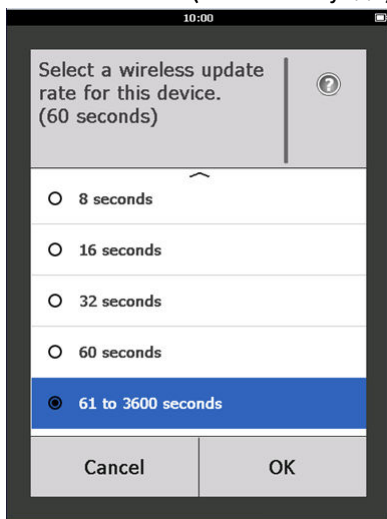 10:00
Select a wireless update
rate for this device.
(60 seconds)
?
8 seconds
16 seconds
32 seconds
60 seconds
61 to 3600 seconds
Cancel
OK